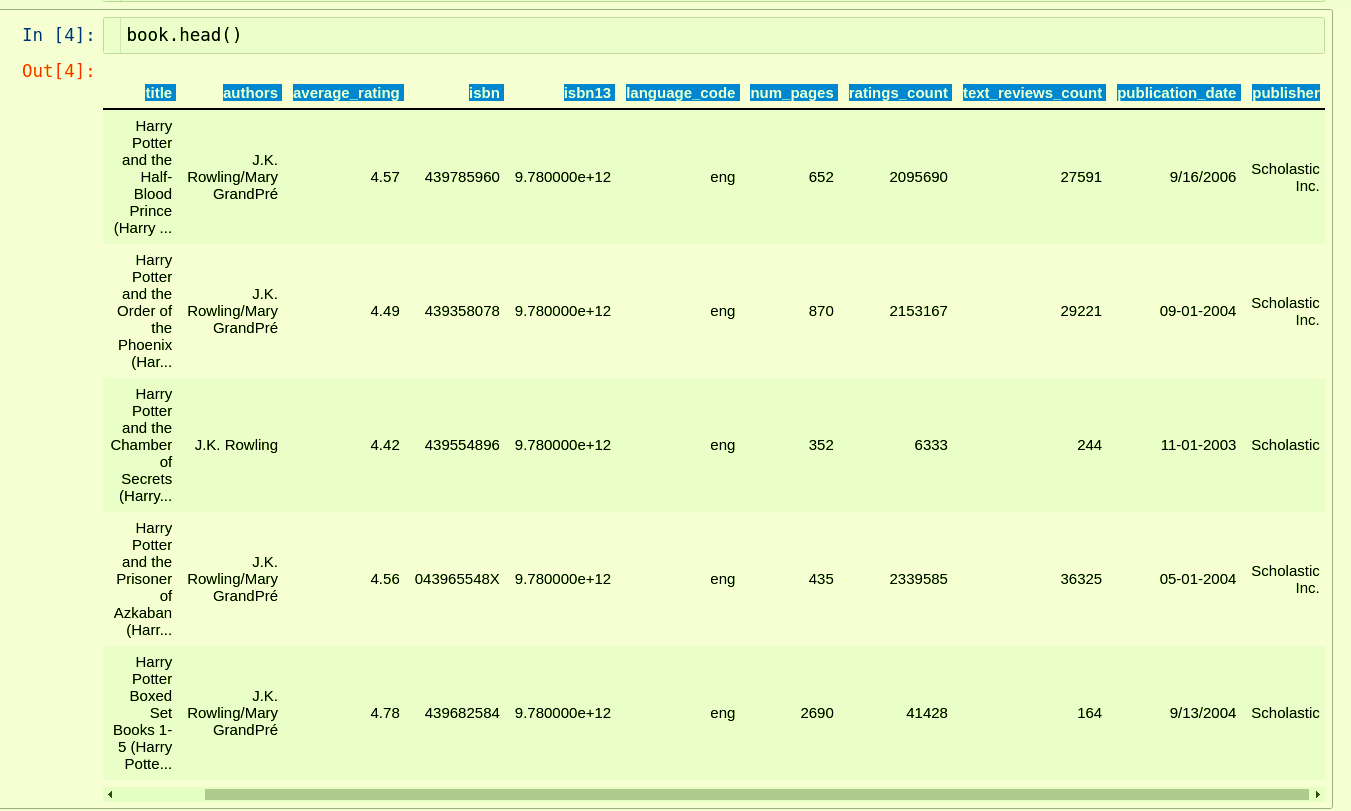 In [4]: book.head()
Out[4]:
title authors average_rating isbn isbn13 language_code num_pages ratings_count text_reviews_count publication_date publisher
Harry
Potter
and the
Half-
Blood
Prince
(Harry ...
J.K.
Rowling/Mary
GrandPré
4.57 439785960 9.780000e+12 eng 652 2095690 27591 9/16/2006
Scholastic
Inc.
Harry
Potter
and the
Order of
the
Phoenix
(Har...
J.K.
Rowling/Mary
GrandPré
4.49 439358078 9.780000e+12 eng 870 2153167 29221 09-01-2004
Scholastic
Inc.
Harry
Potter
and the
Chamber
of
Secrets
(Harry...
J.K. Rowling 4.42 439554896 9.780000e+12 eng 352 6333 244 11-01-2003 Scholastic
Harry
Potter
and the
Prisoner
of
Azkaban
(Harr...
J.K.
Rowling/Mary
GrandPré
4.56 043965548X 9.780000e+12 eng 435 2339585 36325 05-01-2004
Scholastic
Inc.
Harry
Potter
Boxed
Set
Books 1-
5 (Harry
Potte...
J.K.
Rowling/Mary
GrandPré
4.78 439682584 9.780000e+12 eng 2690 41428 164 9/13/2004 Scholastic